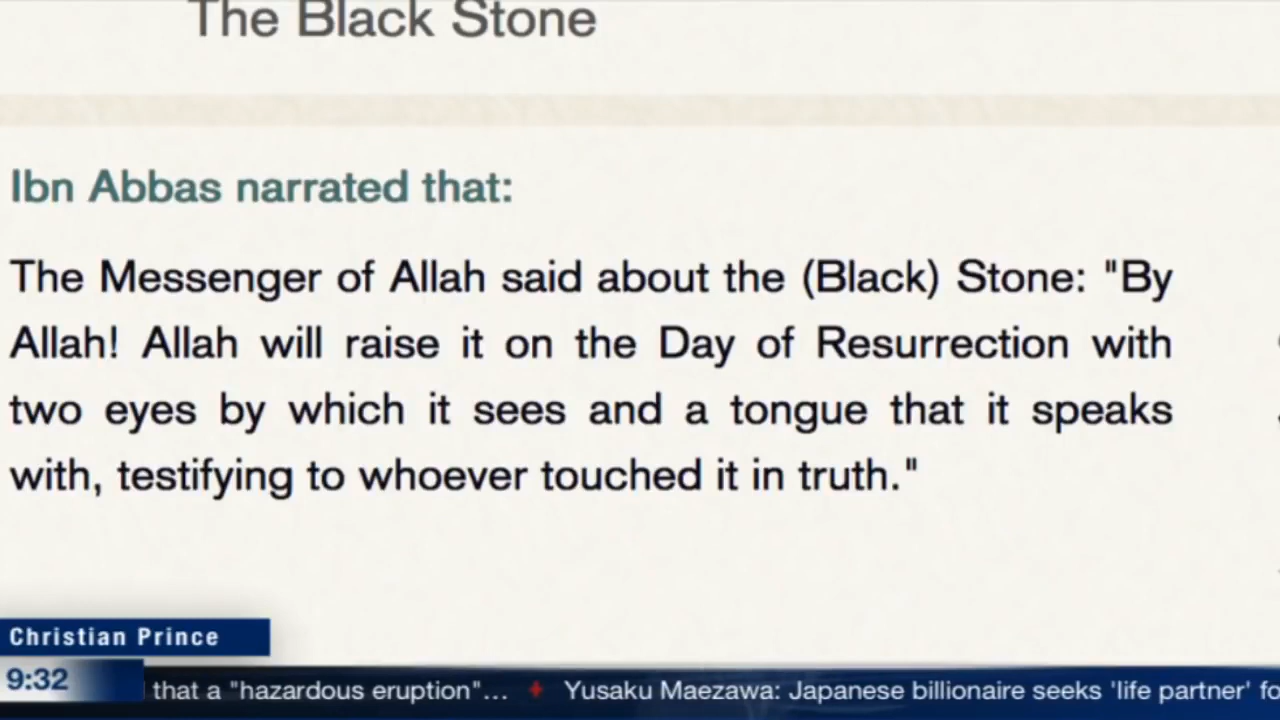 The Black Stone
Ibn Abbas narrated that:
The Messenger of Allah said about the (Black) Stone: "By
Allah! Allah will raise it on the Day of Resurrection with
two eyes by which it sees and a tongue that it speaks
with, testifying to whoever touched it in truth."
Christian Prince
9:32
that a "hazardous eruption"... + Yusaku Maezawa: Japanese billionaire seeks 'life partner' fo